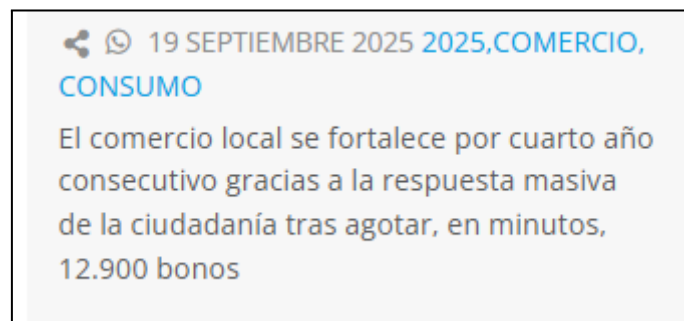 19 SEPTIEMBRE 2025 2025,COMERCIO,
CONSUMO
El comercio local se fortalece por cuarto año
consecutivo gracias a la respuesta masiva
de la ciudadanía tras agotar, en minutos,
12.900 bonos